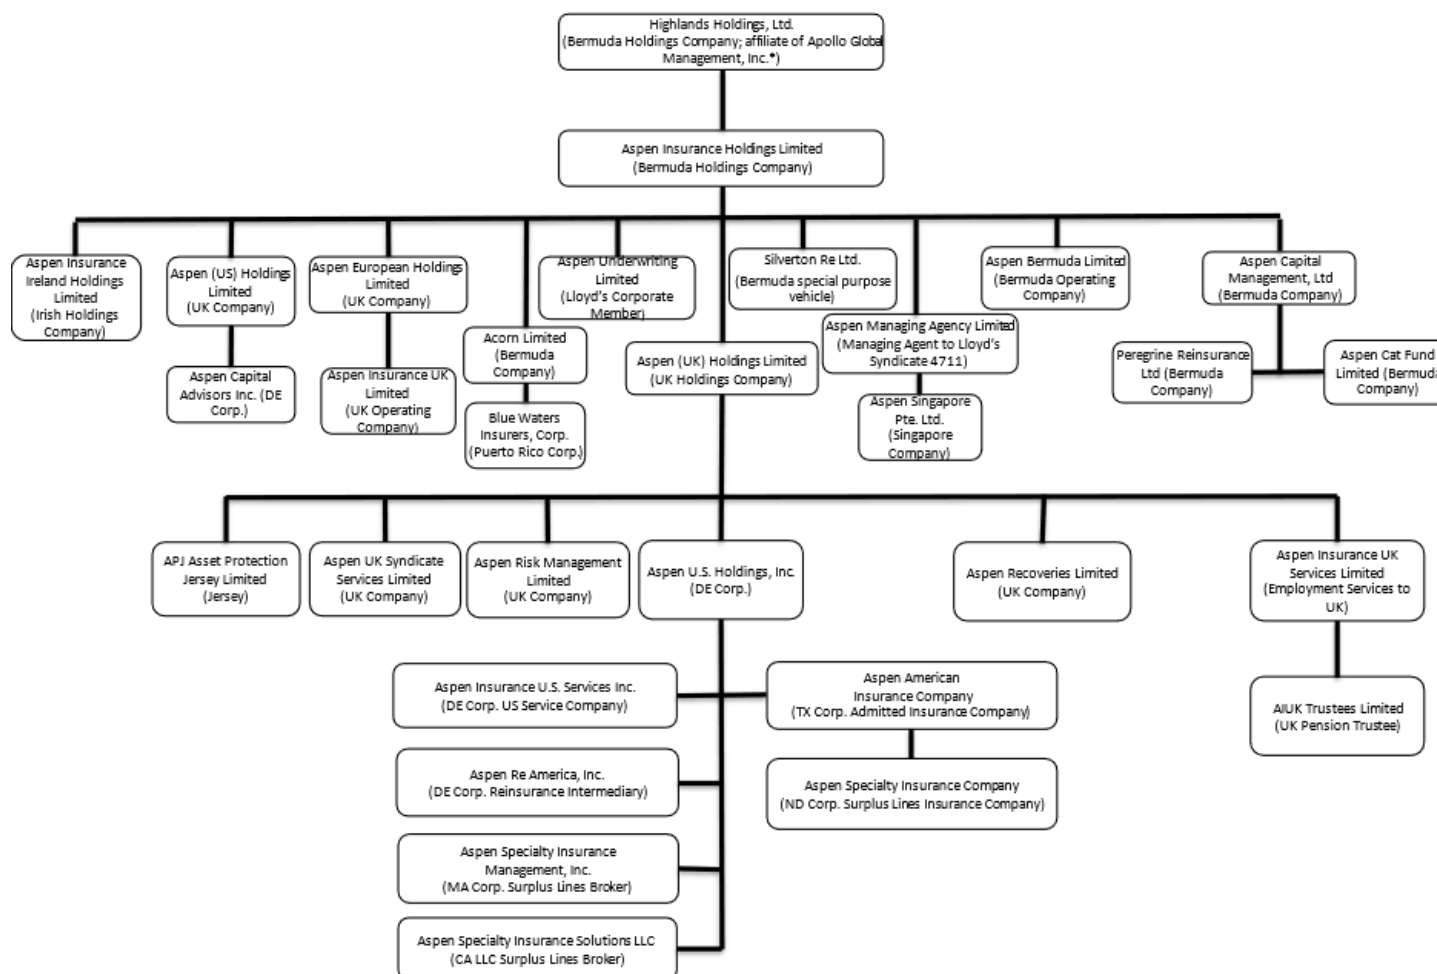 Highlands Holdings, Ltd.
(Bermuda Holdings Company; affiliate of Apollo Global
Management, Inc.*)
Aspen Insurance Holdings Limited
(Bermuda Holdings Company)
Aspen Insurance
Ireland Holdings
Limited
(Irish Holdings
Company)
Aspen (US) Holdings
Limited
(UK Company)
Aspen European Holdings
Limited
(UK Company)
Acorn Limited
(Bermuda
Company)
Aspen Underwriting
Limited
(Lloyd's Corporate
Member)
Aspen (UK) Holdings Limited
(UK Holdings Company)
Silverton Re Ltd.
(Bermuda special purpose
vehicle)
Aspen Managing Agency Limited
(Managing Agent to Lloyd's
Syndicate 4711)
Aspen Bermuda Limited
(Bermuda Operating
Company)
Aspen Capital
Management, Ltd
(Bermuda Company)
Aspen Capital
Advisors Inc. (DE
Corp.)
Aspen Insurance UK
Limited
(UK Operating
Company)
Blue Waters
Insurers, Corp.
(Puerto Rico Corp.)
Aspen Singapore
Pte. Ltd.
(Singapore
Company)
Peregrine Reinsurance
Ltd (Bermuda
Company)
Aspen Cat Fund
Limited (Bermuda
Company)
APJ Asset Protection
Jersey Limited
(Jersey)
Aspen UK Syndicate
Services Limited
(UK Company)
Aspen Risk Management
Limited
(UK Company)
Aspen U.S. Holdings, Inc.
(DE Corp.)
Aspen Recoveries Limited
(UK Company)
Aspen Insurance UK
Services Limited
(Employment Services to
UK)
Aspen Insurance U.S. Services Inc.
(DE Corp. US Service Company)
Aspen American
Insurance Company
(TX Corp. Admitted Insurance Company)
AIUK Trustees Limited
(UK Pension Trustee)
Aspen Re America, Inc.
(DE Corp. Reinsurance Intermediary)
Aspen Specialty Insurance Company
(ND Corp. Surplus Lines Insurance Company)
Aspen Specialty Insurance
Management, Inc.
(MA Corp. Surplus Lines Broker)
Aspen Specialty Insurance Solutions LLC
(CA LLC Surplus Lines Broker)